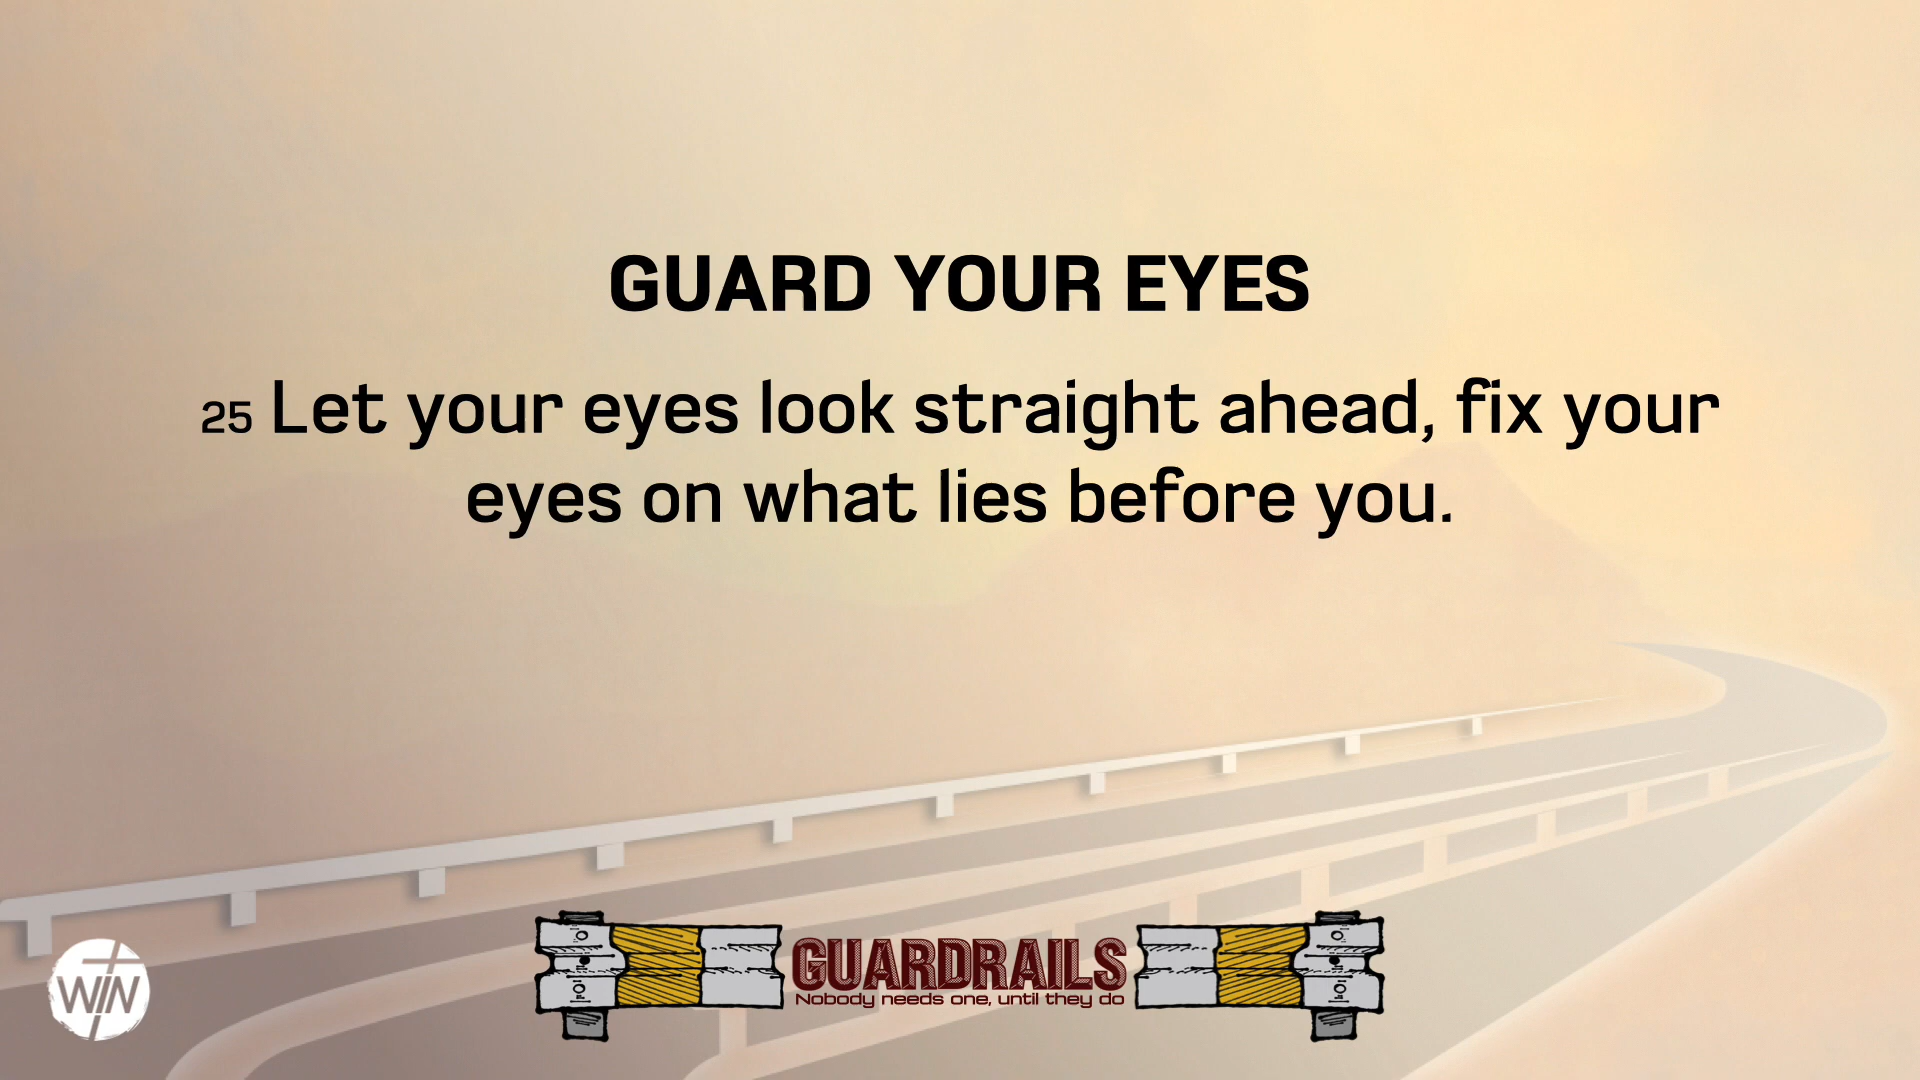 GUARD YOUR EYES
25 Let your eyes look straight ahead, fix your
eyes on what lies before you.
GUARDRAILS
Nobody needs one, until they do
WIN